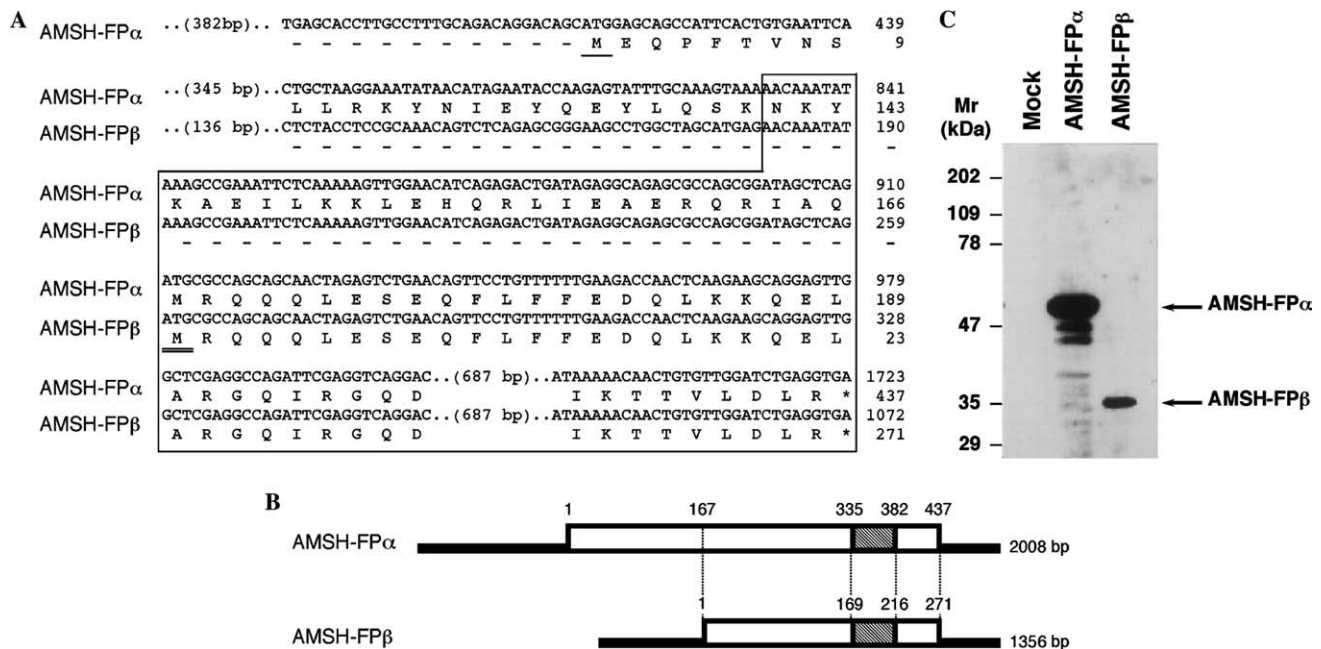 A
AMSH-FPα ..(382bp).. TGAGCACCTTGCCTTTGCAGACAGGACAGCATGGAGCAGCCATTCACTGTGAATTCA 439
- - - - - - - - - - M E Q P F T V N S 9
AMSH-FPα ..(345 bp)..CTGCTAAGGAAATATAACATAGAATACCAAGAGTATTTGCAAAGTAAAAACAAATAT 841
L L R K Y N I E Y Q E Y L Q S K N K Y 143
AMSH-FPβ ..(136 bp)..CTCTACCTCCGCAAACAGTCTCAGAGCGGGAAGCCTGGCTAGCATGAGAACAAATAT 190
- - - - - - - - - - - - - - - - - - - -
AMSH-FPα AAAGCCGAAATTCTCAAAAAGTTGGAACATCAGAGACTGATAGAGGCAGAGCGCCAGCGGATAGCTCAG 910
K A E I L K K L E H Q R L I E A E R Q R I A Q 166
AMSH-FPβ AAAGCCGAAATTCTCAAAAAGTTGGAACATCAGAGACTGATAGAGGCAGAGCGCCAGCGGATAGCTCAG 259
- - - - - - - - - - - - - - - - - - - - - - - -
AMSH-FPα ATGCGCCAGCAGCAACTAGAGTCTGAACAGTTCCTGTTTTTTGAAGACCAACTCAAGAAGCAGGAGTTG 979
M R Q Q Q L E S E Q F L F F E D Q L K K Q E L 189
AMSH-FPβ ATGCGCCAGCAGCAACTAGAGTCTGAACAGTTCCTGTTTTTTGAAGACCAACTCAAGAAGCAGGAGTTG 328
M R Q Q Q L E S E Q F L F F E D Q L K K Q E L 23
AMSH-FPα GCTCGAGGCCAGATTCGAGGTCAGGAC..(687 bp)..ATAAAAACAACTGTGTTGGATCTGAGGTGA 1723
A R G Q I R G Q D I K T T V L D L R * 437
AMSH-FPβ GCTCGAGGCCAGATTCGAGGTCAGGAC..(687 bp)..ATAAAAACAACTGTGTTGGATCTGAGGTGA 1072
A R G Q I R G Q D I K T T V L D L R * 271
B
1 167 335 382 437
AMSH-FPα 2008 bp
1 169 216 271
AMSH-FPβ 1356 bp
C
Mr (kDa) Mock AMSH-FPα AMSH-FPβ
202
109
78
AMSH-FPα
47
35 AMSH-FPβ
29